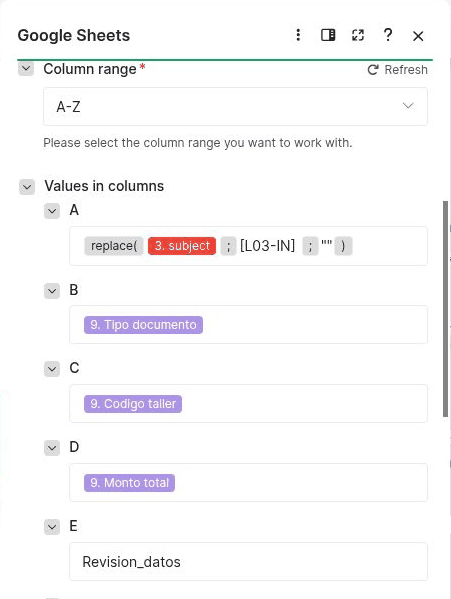 Google Sheets
Column range*
Refresh
A-Z
Please select the column range you want to work with.
Values in columns
A
replace( 3. subject ; [L03-IN] ; "" )
B
9. Tipo documento
C
9. Codigo taller
D
9. Monto total
E
Revision_datos